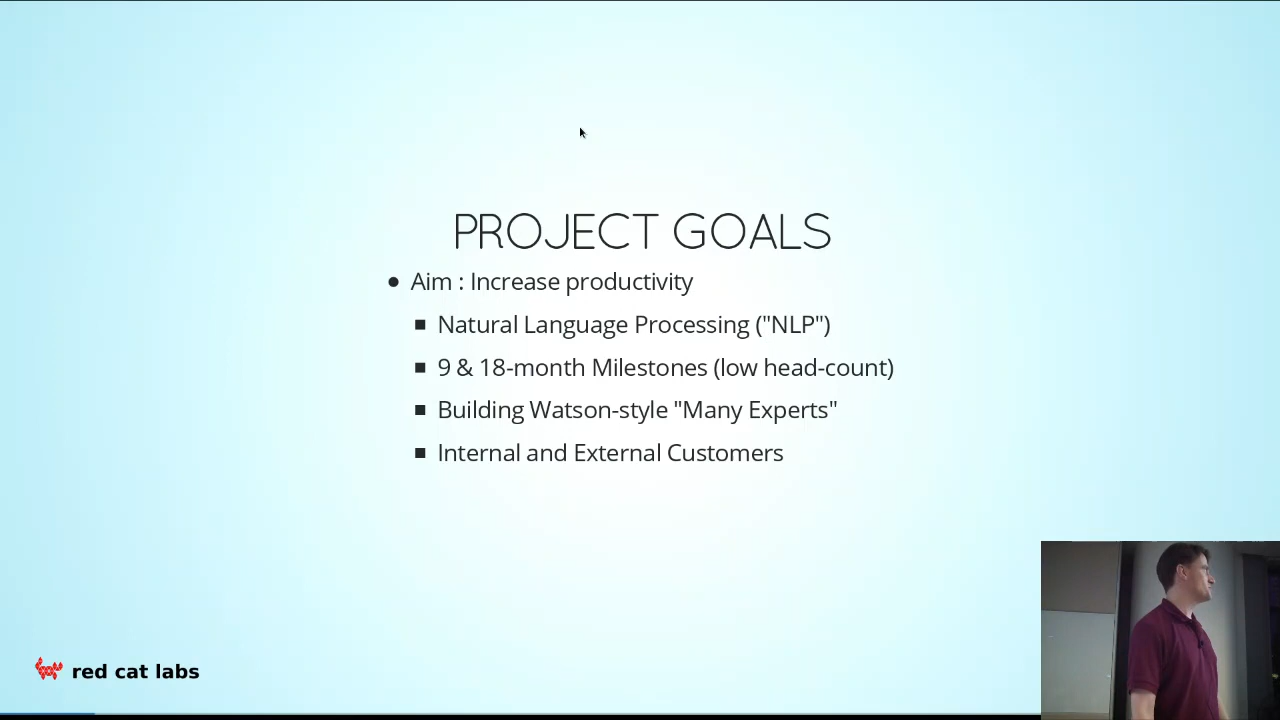 PROJECT GOALS
Aim : Increase productivity
Natural Language Processing ("NLP")
9 & 18-month Milestones (low head-count)
Building Watson-style "Many Experts"
Internal and External Customers
red cat labs